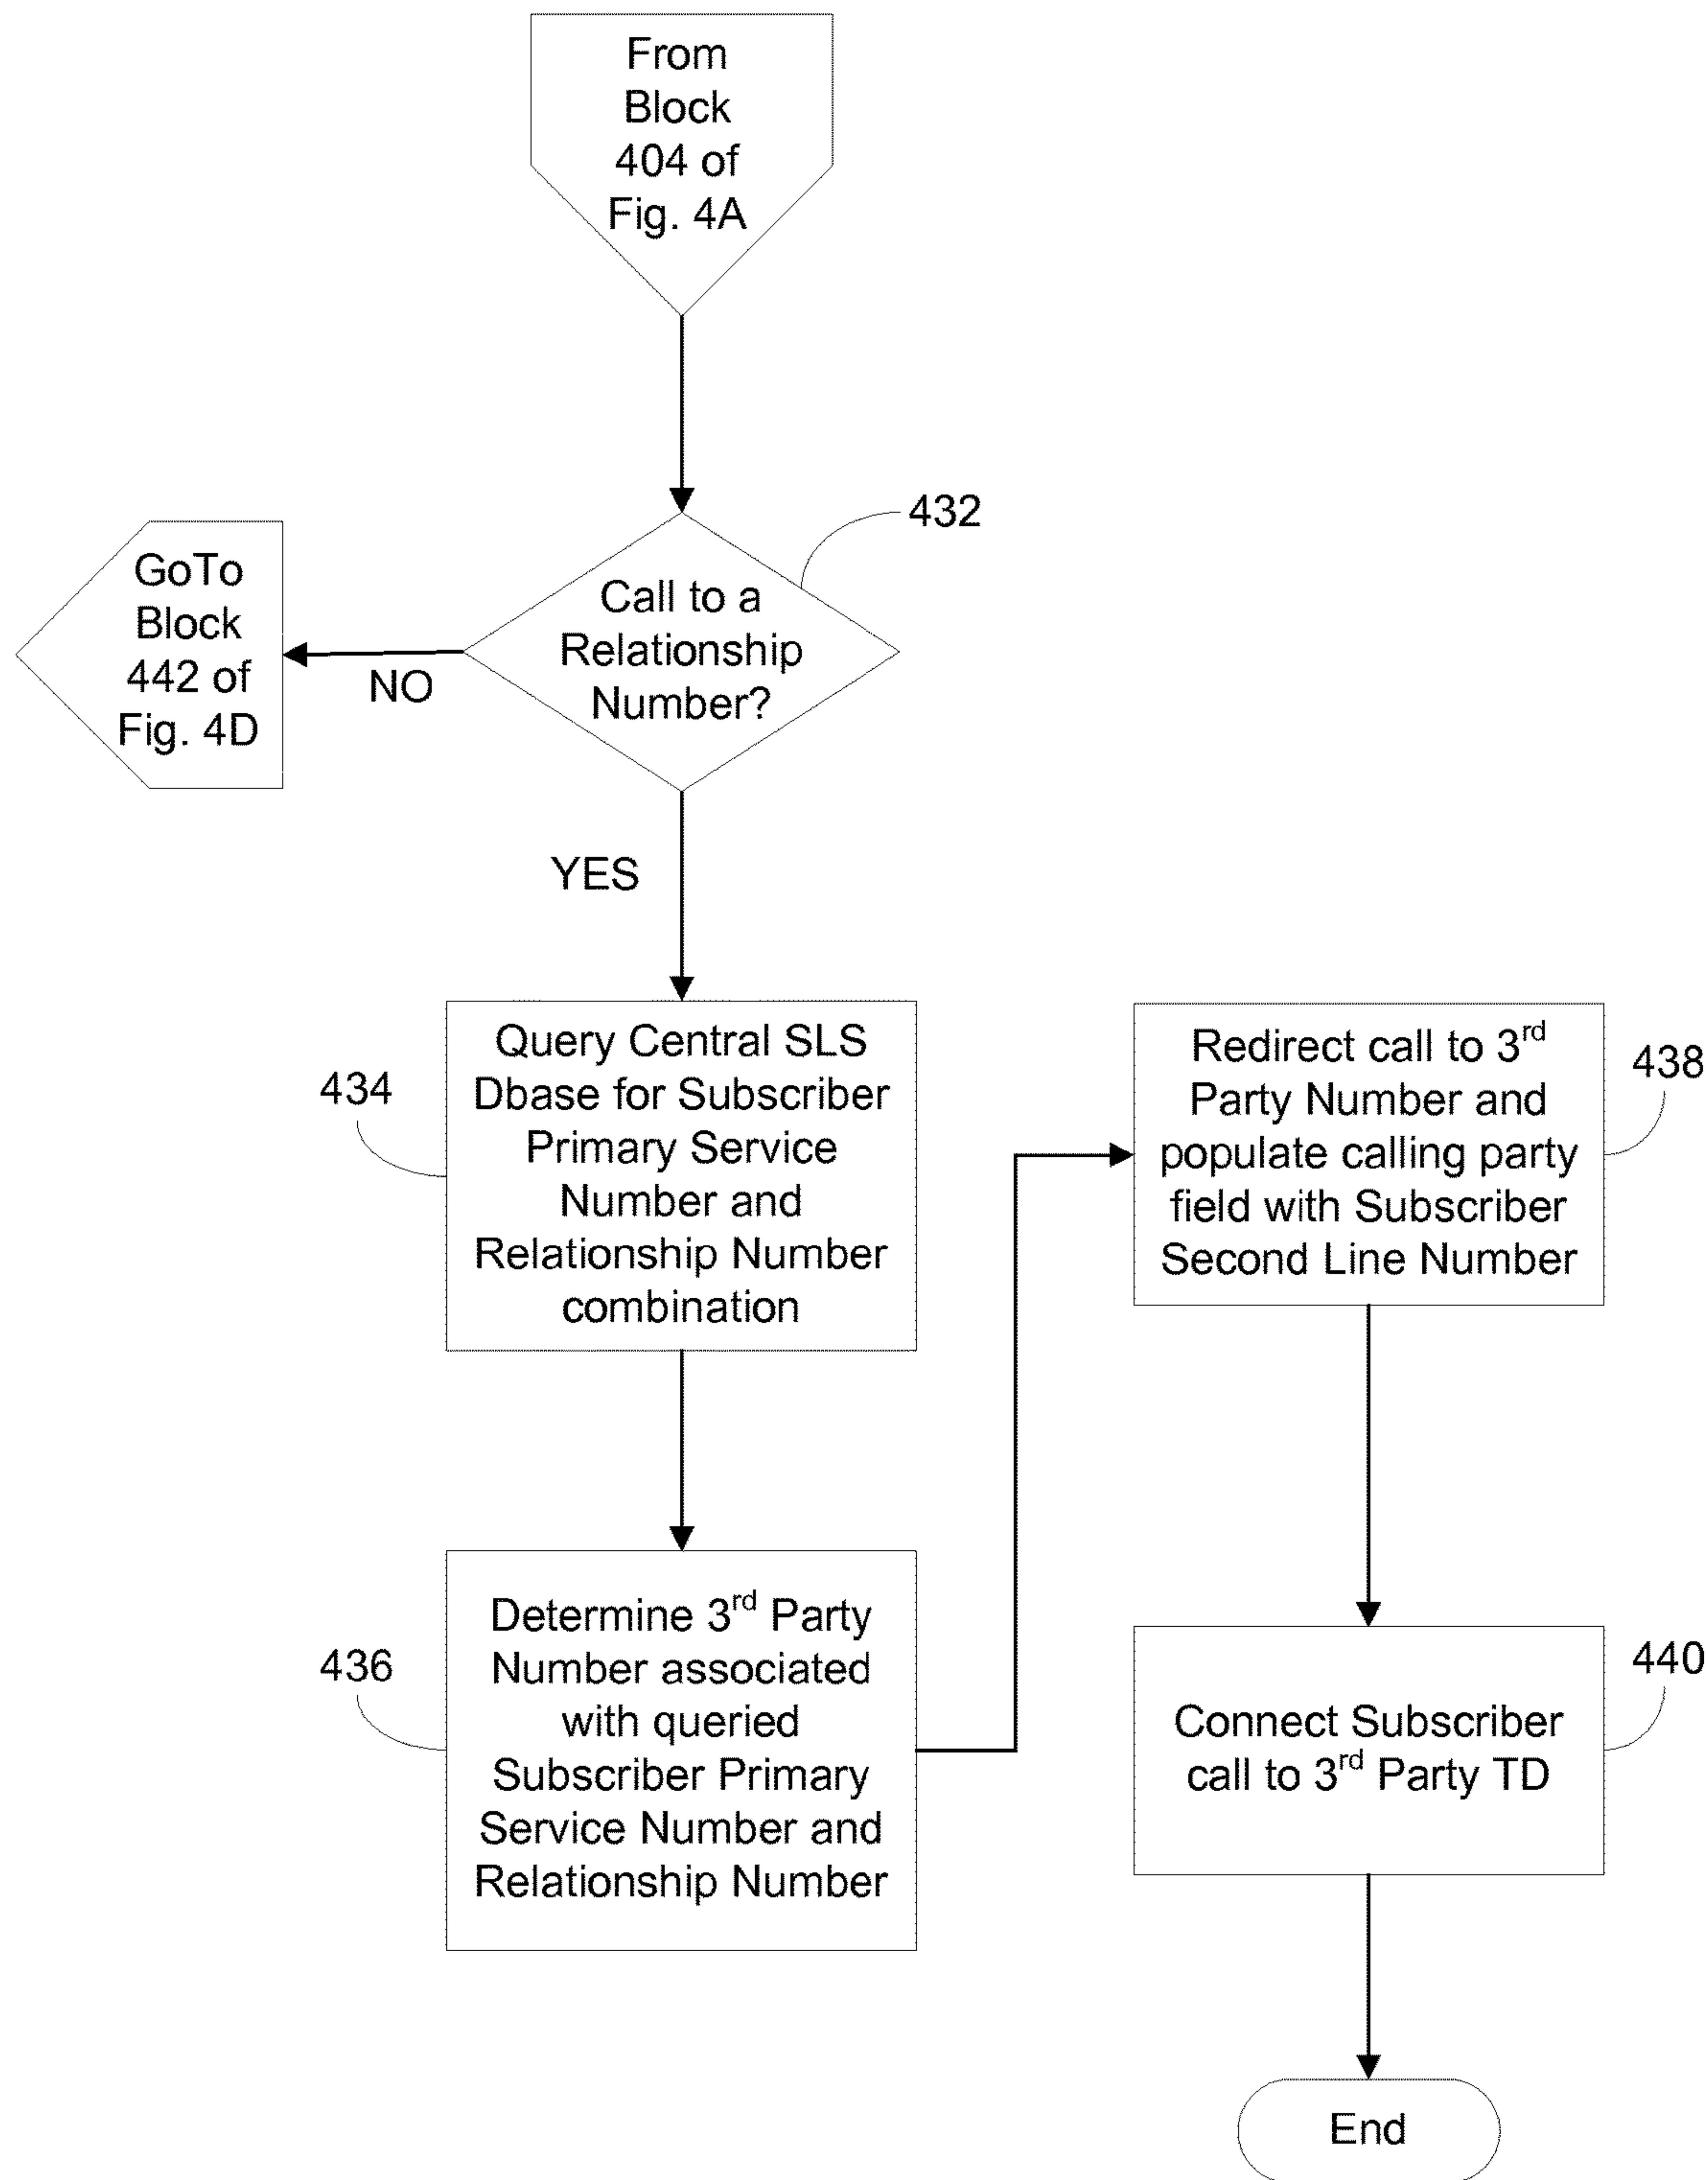 From
Block
404 of
Fig. 4A
432
Call to a
Relationship
Number?
GoTo
Block
442 of
Fig. 4D
NO
YES
434
Query Central SLS
Dbase for Subscriber
Primary Service
Number and
Relationship Number
combination
436
Determine 3rd Party
Number associated
with queried
Subscriber Primary
Service Number and
Relationship Number
438
Redirect call to 3rd
Party Number and
populate calling party
field with Subscriber
Second Line Number
440
Connect Subscriber
call to 3rd Party TD
End